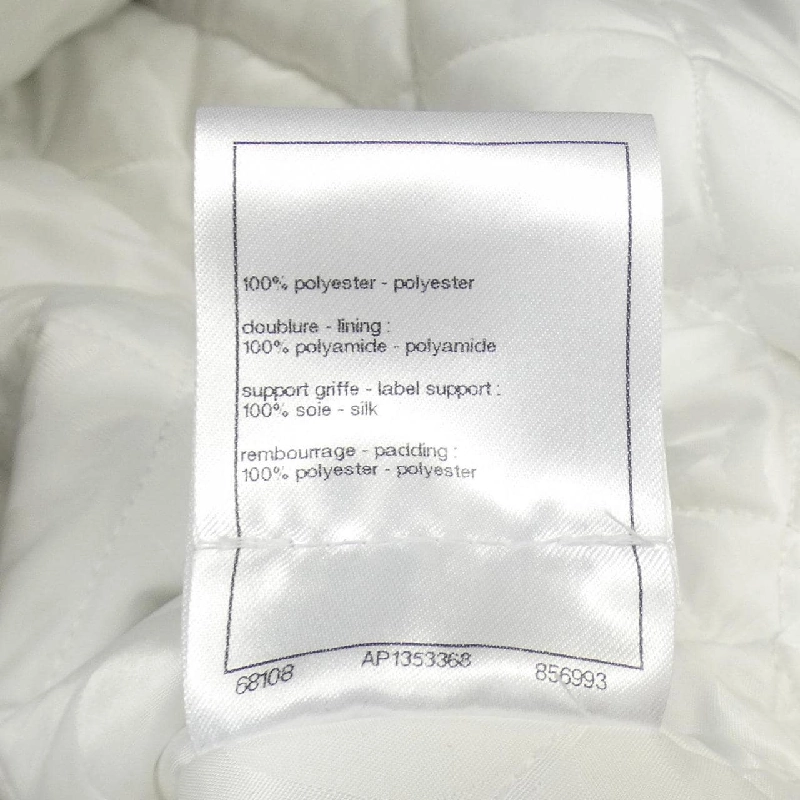 100% polyester - polyester
doublure - lining :
100% polyamide - polyamide
support griffe - label support :
100% soie - silk
rembourrage - padding :
100% polyester - polyester
68108 AP1353368 856993